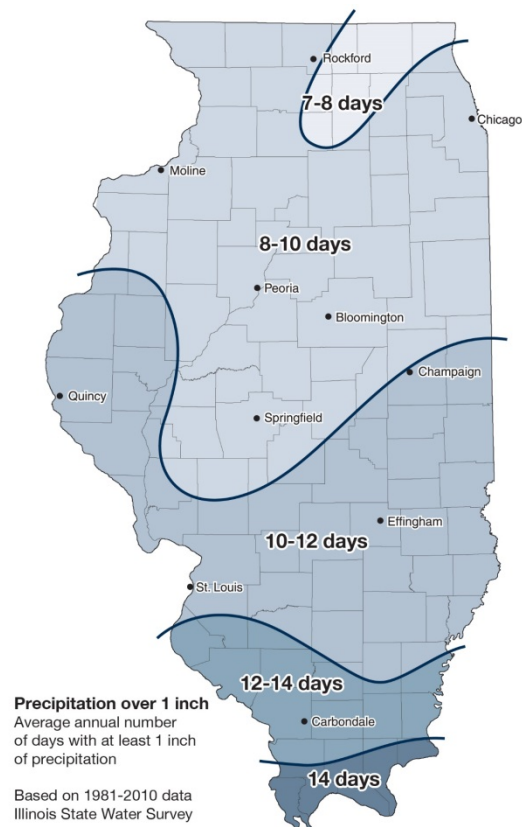 Rockford
7-8 days
Chicago
Moline
8-10 days
Peoria
Bloomington
Champaign
Quincy
Springfield
Effingham
10-12 days
St. Louis
12-14 days
Carbondale
14 days
Precipitation over 1 inch
Average annual number
of days with at least 1 inch
of precipitation
Based on 1981-2010 data
Illinois State Water Survey